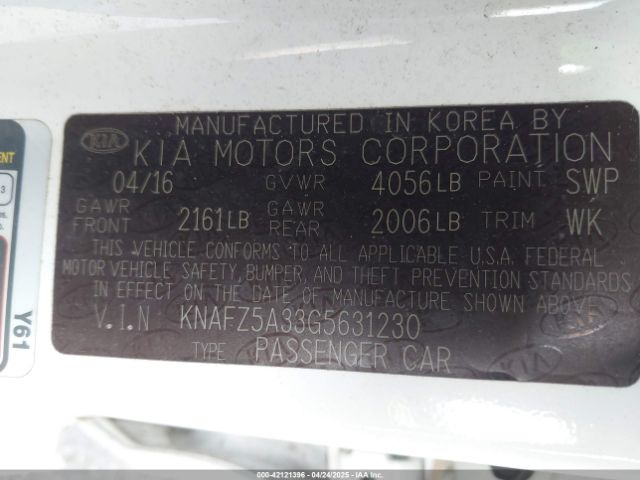 MANUFACTURED IN KOREA BY
KIA
KIA MOTORS CORPORATION
04/16 GVWR 4056LB PAINT SWP
GAWR FRONT 2161LB GAWR REAR 2006LB TRIM WK
THIS VEHICLE CONFORMS TO ALL APPLICABLE U.S.A. FEDERAL
MOTOR VEHICLE SAFETY, BUMPER, AND THEFT PREVENTION STANDARDS
IN EFFECT ON THE DATE OF MANUFACTURE SHOWN ABOVE
V.I.N KNAFZ5A33G5631230
TYPE PASSENGER CAR
ENT
3
Y61
000-42121396 - 04/24/2025 - IAA Inc.